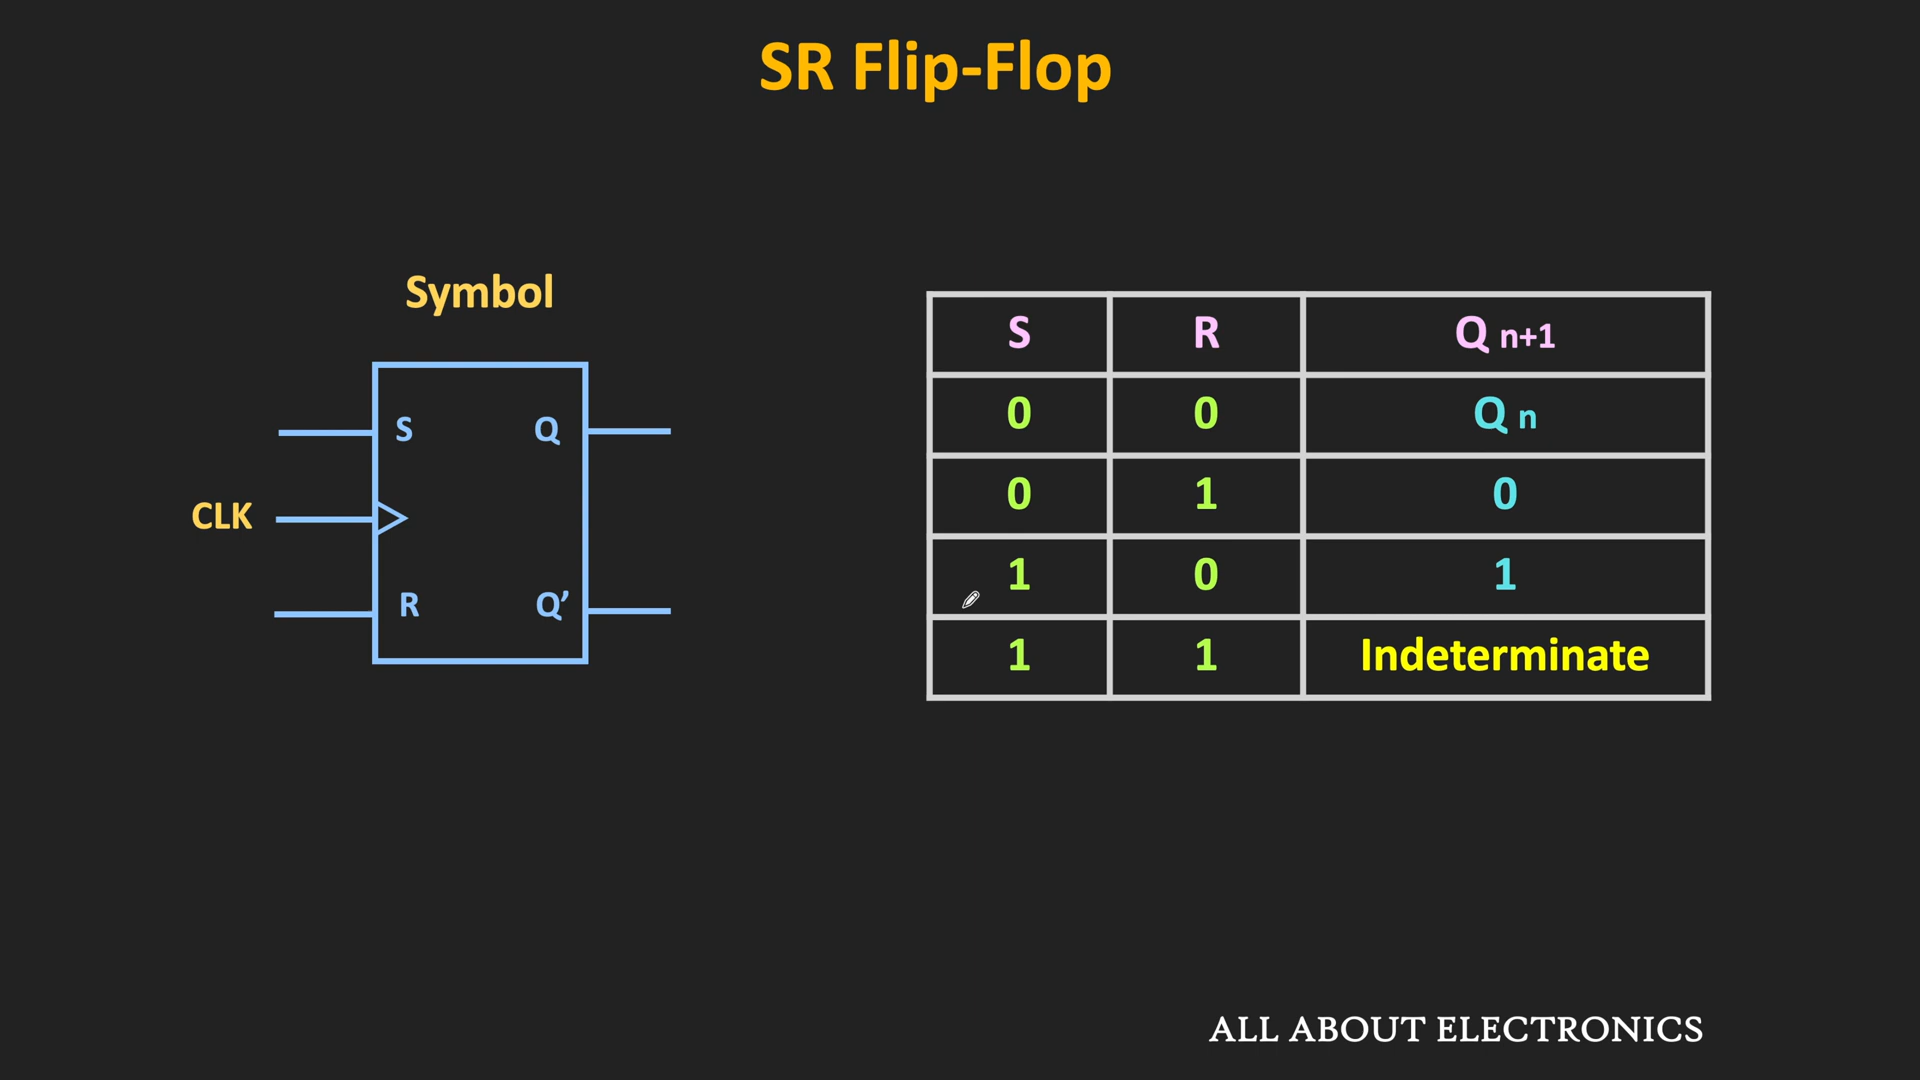 SR Flip-Flop
Symbol
S Q
CLK
R Q’
S R Q n+1
0 0 Q n
0 1 0
1 0 1
1 1 Indeterminate
ALL ABOUT ELECTRONICS